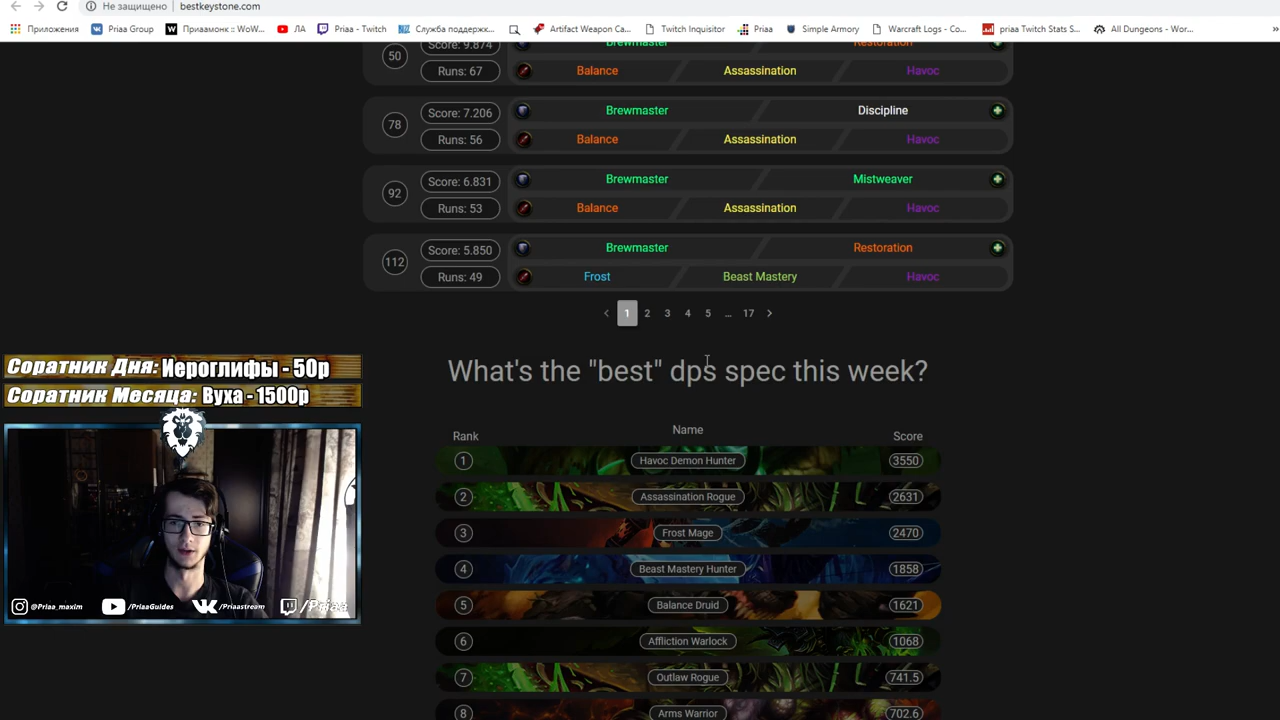 Не защищено
bestkeystone.com
Приложения
Priaa Group
Приаамонк :: WoW...
ЛА
Priaa - Twitch
Служба поддержк...
Artifact Weapon Ca...
Twitch Inquisitor
Priaa
Simple Armory
Warcraft Logs - Co...
priaa Twitch Stats S...
All Dungeons - Wor...
»
50
Score: 9.874
Brewmaster
Restoration
Runs: 67
Balance
Assassination
Havoc
78
Score: 7.206
Brewmaster
Discipline
Runs: 56
Balance
Assassination
Havoc
92
Score: 6.831
Brewmaster
Mistweaver
Runs: 53
Balance
Assassination
Havoc
112
Score: 5.850
Brewmaster
Restoration
Runs: 49
Frost
Beast Mastery
Havoc
‹ 1 2 3 4 5 ... 17 ›
What's the "best" dps spec this week?
Rank Name Score
1 Havoc Demon Hunter 3550
2 Assassination Rogue 2631
3 Frost Mage 2470
4 Beast Mastery Hunter 1858
5 Balance Druid 1621
6 Affliction Warlock 1068
7 Outlaw Rogue 741.5
8 Arms Warrior 702.6
Соратник Дня: Иероглифы - 50р
Соратник Месяца: Вуха - 1500р
@Priaa_maxim
/PriaaGuides
/Priaastream
/Priaa